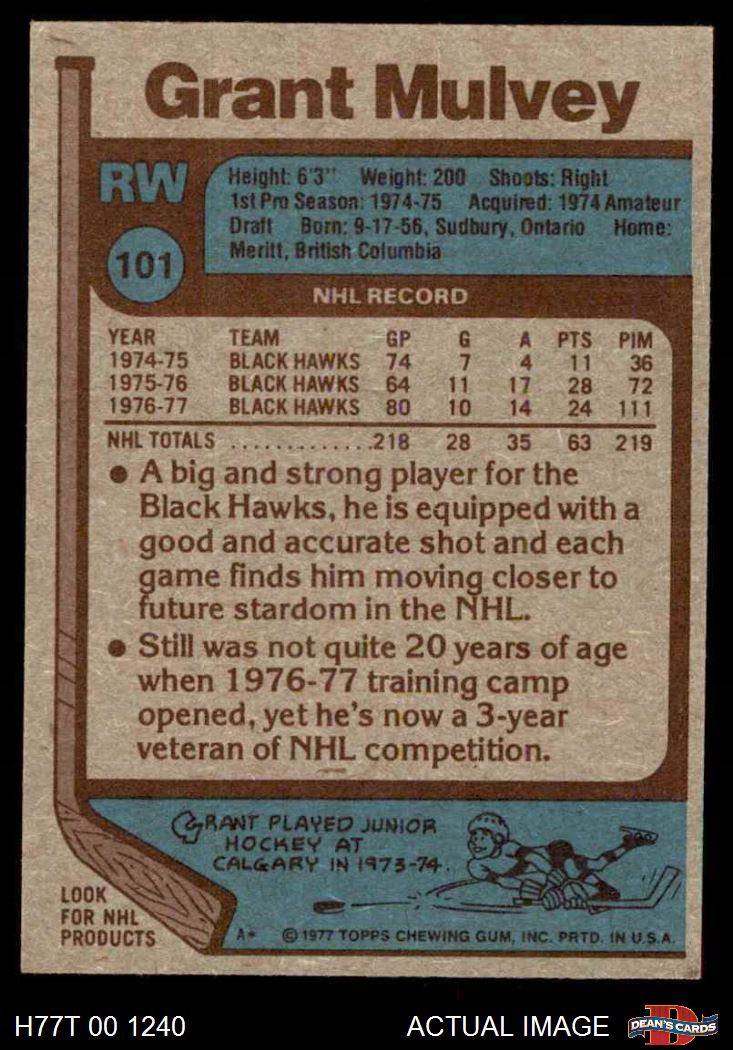 Grant Mulvey
RW
101
Height: 6'3" Weight: 200 Shoots: Right
1st Pro Season: 1974-75 Acquired: 1974 Amateur
Draft Born: 9-17-56, Sudbury, Ontario Home:
Meritt, British Columbia
NHL RECORD
YEAR TEAM GP G A PTS PIM
1974-75 BLACK HAWKS 74 7 4 11 36
1975-76 BLACK HAWKS 64 11 17 28 72
1976-77 BLACK HAWKS 80 10 14 24 111
NHL TOTALS ..............218 28 35 63 219
● A big and strong player for the
Black Hawks, he is equipped with a
good and accurate shot and each
game finds him moving closer to
future stardom in the NHL.
● Still was not quite 20 years of age
when 1976-77 training camp
opened, yet he's now a 3-year
veteran of NHL competition.
GRANT PLAYED JUNIOR
HOCKEY AT
CALGARY IN 1973-74.
LOOK
FOR NHL
PRODUCTS
A* © 1977 TOPPS CHEWING GUM, INC. PRTD. IN U.S.A.
H77T 00 1240 ACTUAL IMAGE DEAN'S CARDS